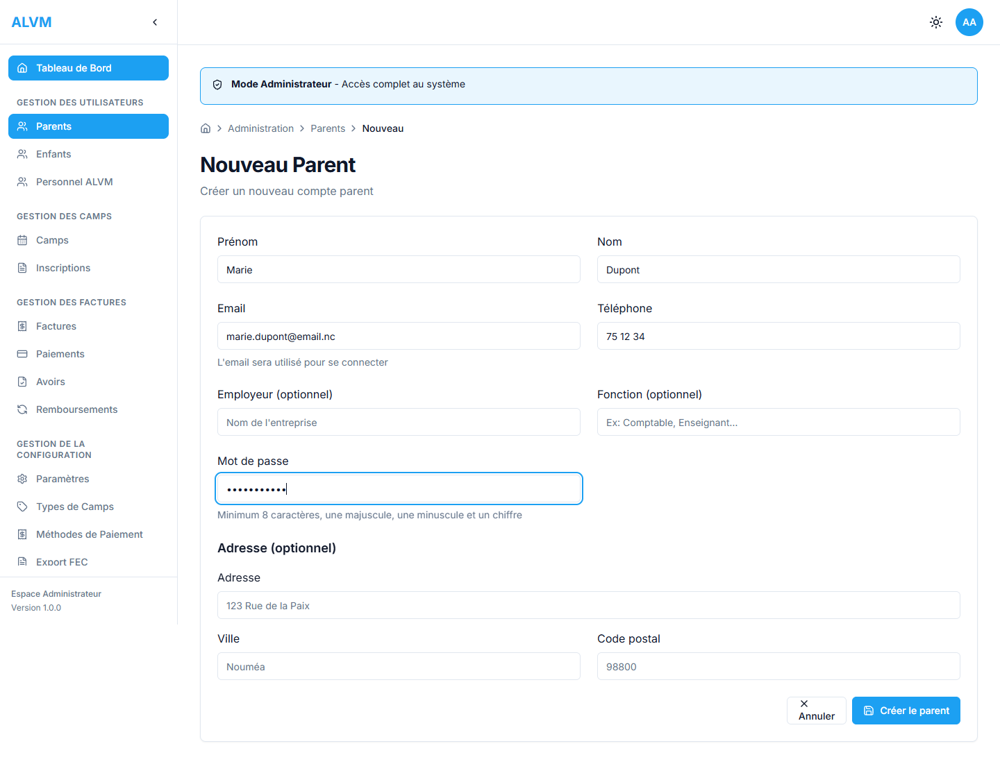 ALVM
AA
Tableau de Bord
GESTION DES UTILISATEURS
Parents
Enfants
Personnel ALVM
GESTION DES CAMPS
Camps
Inscriptions
GESTION DES FACTURES
Factures
Paiements
Avoirs
Remboursements
GESTION DE LA
CONFIGURATION
Paramètres
Types de Camps
Méthodes de Paiement
Export FEC
Espace Administrateur
Version 1.0.0
Mode Administrateur - Accès complet au système
Administration > Parents > Nouveau
Nouveau Parent
Créer un nouveau compte parent
Prénom
Marie
Nom
Dupont
Email
marie.dupont@email.nc
L'email sera utilisé pour se connecter
Téléphone
75 12 34
Employeur (optionnel)
Nom de l'entreprise
Fonction (optionnel)
Ex: Comptable, Enseignant...
Mot de passe
•••••••••••
Minimum 8 caractères, une majuscule, une minuscule et un chiffre
Adresse (optionnel)
Adresse
123 Rue de la Paix
Ville
Nouméa
Code postal
98800
Annuler
Créer le parent